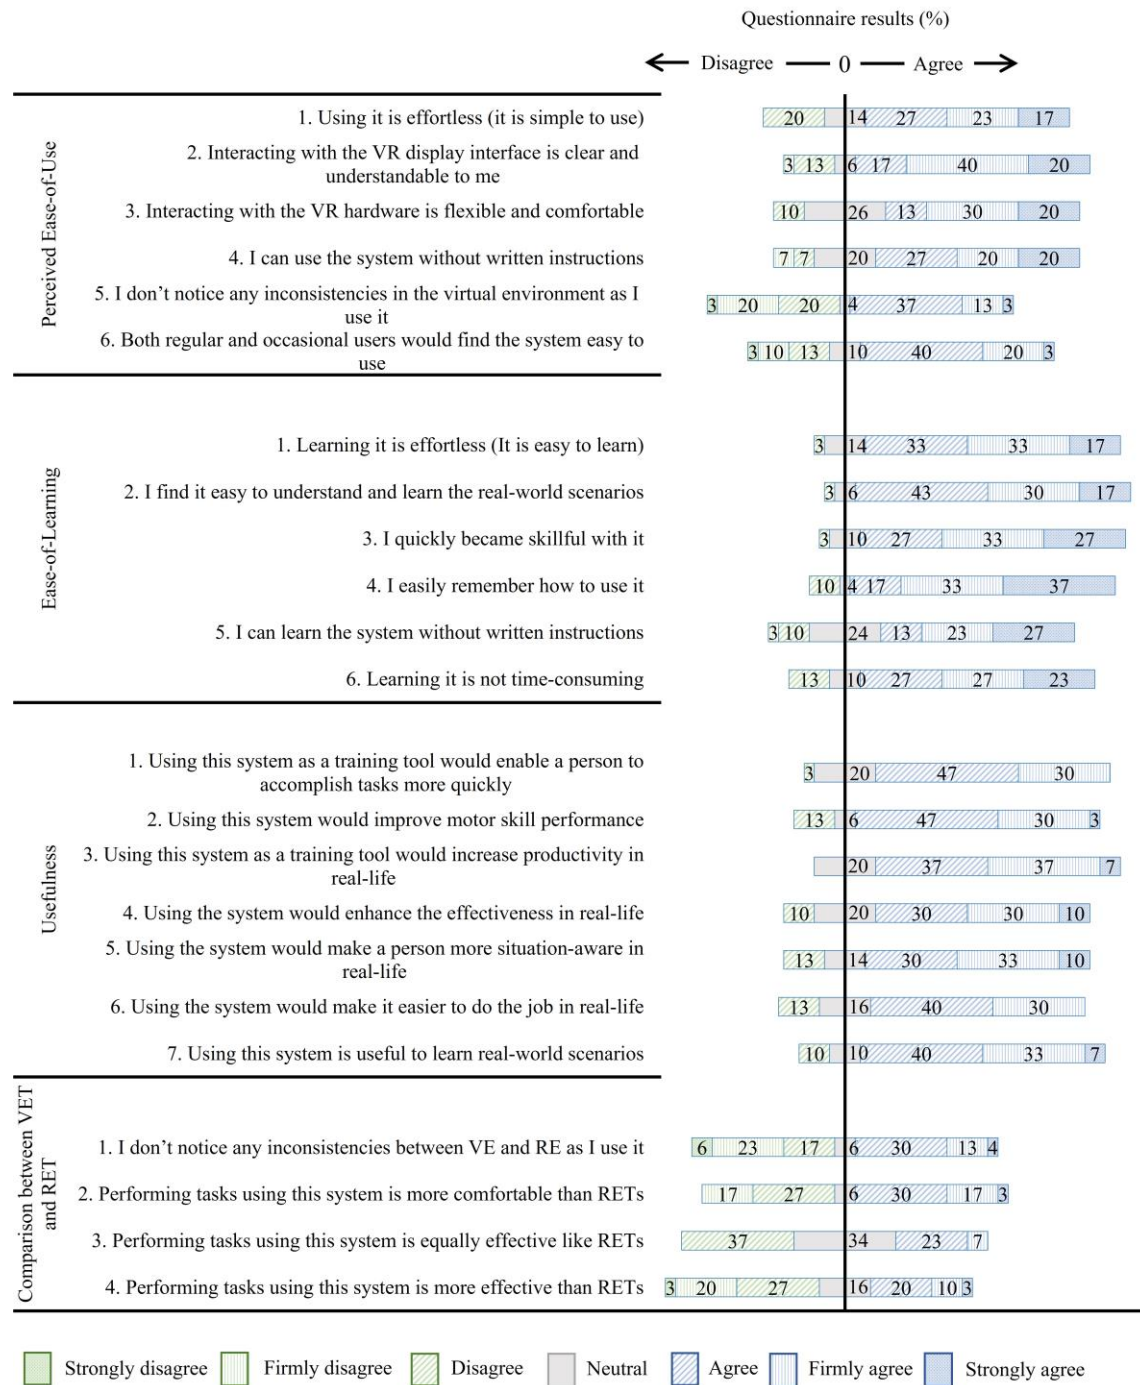 Questionnaire results (%)
Disagree 0 Agree
Perceived Ease-of-Use
1. Using it is effortless (it is simple to use)
20 14 27 23 17
2. Interacting with the VR display interface is clear and
understandable to me
3 13 6 17 40 20
3. Interacting with the VR hardware is flexible and comfortable
10 26 13 30 20
4. I can use the system without written instructions
7 7 20 27 20 20
5. I don't notice any inconsistencies in the virtual environment as I
use it
3 20 20 4 37 13 3
6. Both regular and occasional users would find the system easy to
use
3 10 13 10 40 20 3
Ease-of-Learning
1. Learning it is effortless (It is easy to learn)
3 14 33 33 17
2. I find it easy to understand and learn the real-world scenarios
3 6 43 30 17
3. I quickly became skillful with it
3 10 27 33 27
4. I easily remember how to use it
10 4 17 33 37
5. I can learn the system without written instructions
3 10 24 13 23 27
6. Learning it is not time-consuming
13 10 27 27 23
Usefulness
1. Using this system as a training tool would enable a person to
accomplish tasks more quickly
3 20 47 30
2. Using this system would improve motor skill performance
13 6 47 30 3
3. Using this system as a training tool would increase productivity in
real-life
20 37 37 7
4. Using the system would enhance the effectiveness in real-life
10 20 30 30 10
5. Using the system would make a person more situation-aware in
real-life
13 14 30 33 10
6. Using the system would make it easier to do the job in real-life
13 16 40 30
7. Using this system is useful to learn real-world scenarios
10 10 40 33 7
Comparison between VET
and RET
1. I don't notice any inconsistencies between VE and RE as I use it
6 23 17 6 30 13 4
2. Performing tasks using this system is more comfortable than RETs
17 27 6 30 17 3
3. Performing tasks using this system is equally effective like RETs
37 34 23 7
4. Performing tasks using this system is more effective than RETs
3 20 27 16 20 10 3
Strongly disagree Firmly disagree Disagree Neutral Agree Firmly agree Strongly agree